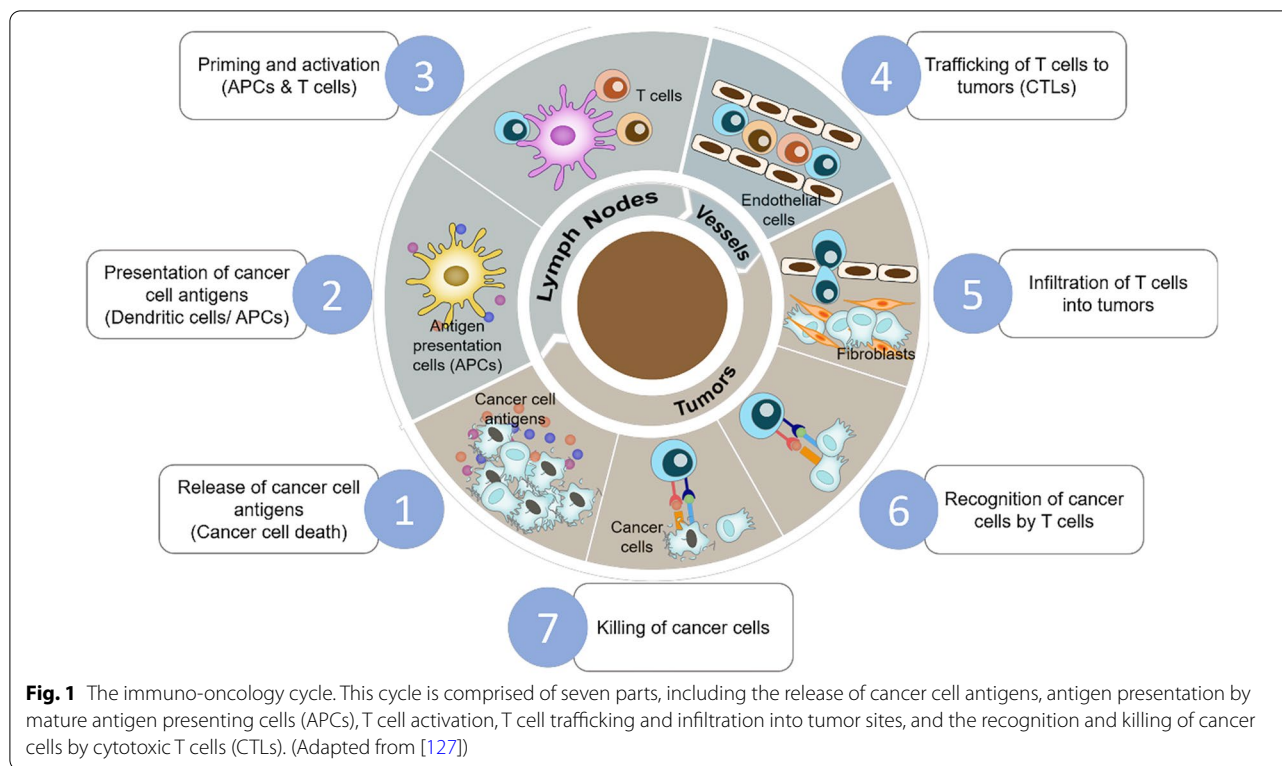 Priming and activation
(APCs & T cells)
3
T cells
4
Trafficking of T cells to
tumors (CTLs)
Endothelial
cells
Lymph Nodes
Vessels
Tumors
Presentation of cancer
cell antigens
(Dendritic cells/ APCs)
2
Antigen
presentation
cells (APCs)
5
Infiltration of T cells
into tumors
Fibroblasts
Cancer cell
antigens
Release of cancer cell
antigens
(Cancer cell death)
1
Cancer
cells
6
Recognition of cancer
cells by T cells
7
Killing of cancer cells
Fig. 1 The immuno-oncology cycle. This cycle is comprised of seven parts, including the release of cancer cell antigens, antigen presentation by
mature antigen presenting cells (APCs), T cell activation, T cell trafficking and infiltration into tumor sites, and the recognition and killing of cancer
cells by cytotoxic T cells (CTLs). (Adapted from [127])